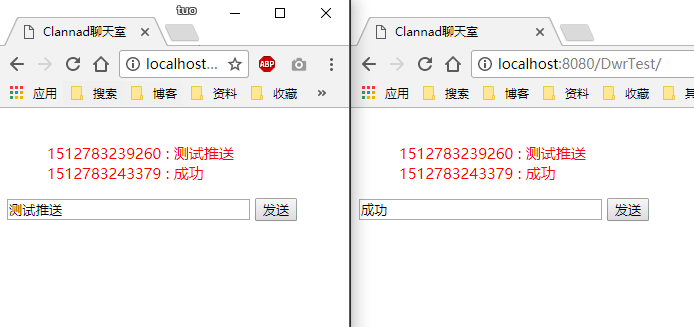 tuo
Clannad聊天室
localhost...
应用 搜索 博客 资料 收藏 »
1512783239260 : 测试推送
1512783243379 : 成功
测试推送 发送
Clannad聊天室
localhost:8080/DwrTest/
应用 搜索 博客 资料 收藏
1512783239260 : 测试推送
1512783243379 : 成功
成功 发送